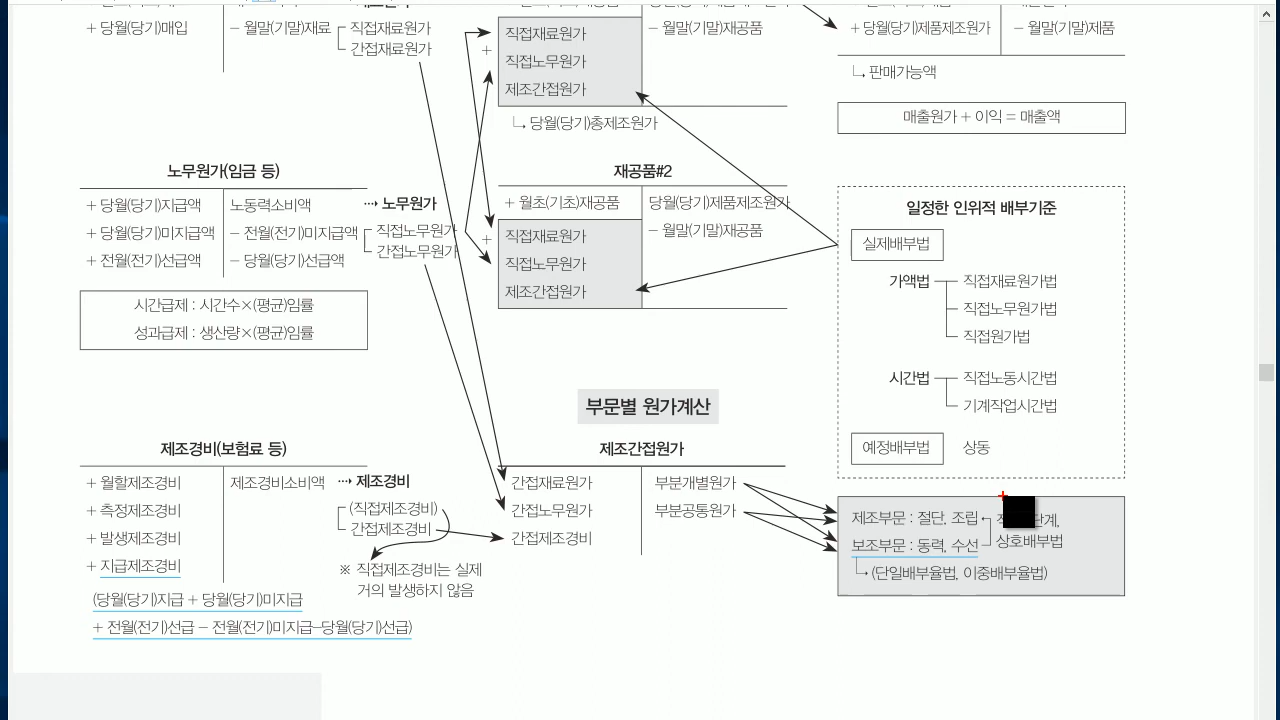 + 당월(당기)매입
− 월말(기말)재료
직접재료원가
간접재료원가
+
직접재료원가
직접노무원가
제조간접원가
− 월말(기말)재공품
당월(당기)총제조원가
+ 당월(당기)제품제조원가
− 월말(기말)제품
판매가능액
매출원가 + 이익 = 매출액
노무원가(임금 등)
+ 당월(당기)지급액
노동력소비액
노무원가
+ 당월(당기)미지급액
− 전월(전기)미지급액
직접노무원가
+ 전월(전기)선급액
− 당월(당기)선급액
간접노무원가
시간급제 : 시간수×(평균)임률
성과급제 : 생산량×(평균)임률
재공품#2
+ 월초(기초)재공품
당월(당기)제품제조원가
+
직접재료원가
− 월말(기말)재공품
직접노무원가
제조간접원가
일정한 인위적 배부기준
실제배부법
가액법
직접재료원가법
직접노무원가법
직접원가법
시간법
직접노동시간법
기계작업시간법
예정배부법
상동
부문별 원가계산
제조경비(보험료 등)
+ 월할제조경비
제조경비소비액
제조경비
+ 측정제조경비
(직접제조경비)
+ 발생제조경비
간접제조경비
+ 지급제조경비
※ 직접제조경비는 실제
거의 발생하지 않음
(당월(당기)지급 + 당월(당기)미지급
+ 전월(전기)선급 − 전월(전기)미지급−당월(당기)선급)
제조간접원가
간접재료원가
부분개별원가
간접노무원가
부분공통원가
간접제조경비
제조부문 : 절단, 조립
단계,
보조부문 : 동력, 수선
상호배부법
(단일배부율법, 이중배부율법)